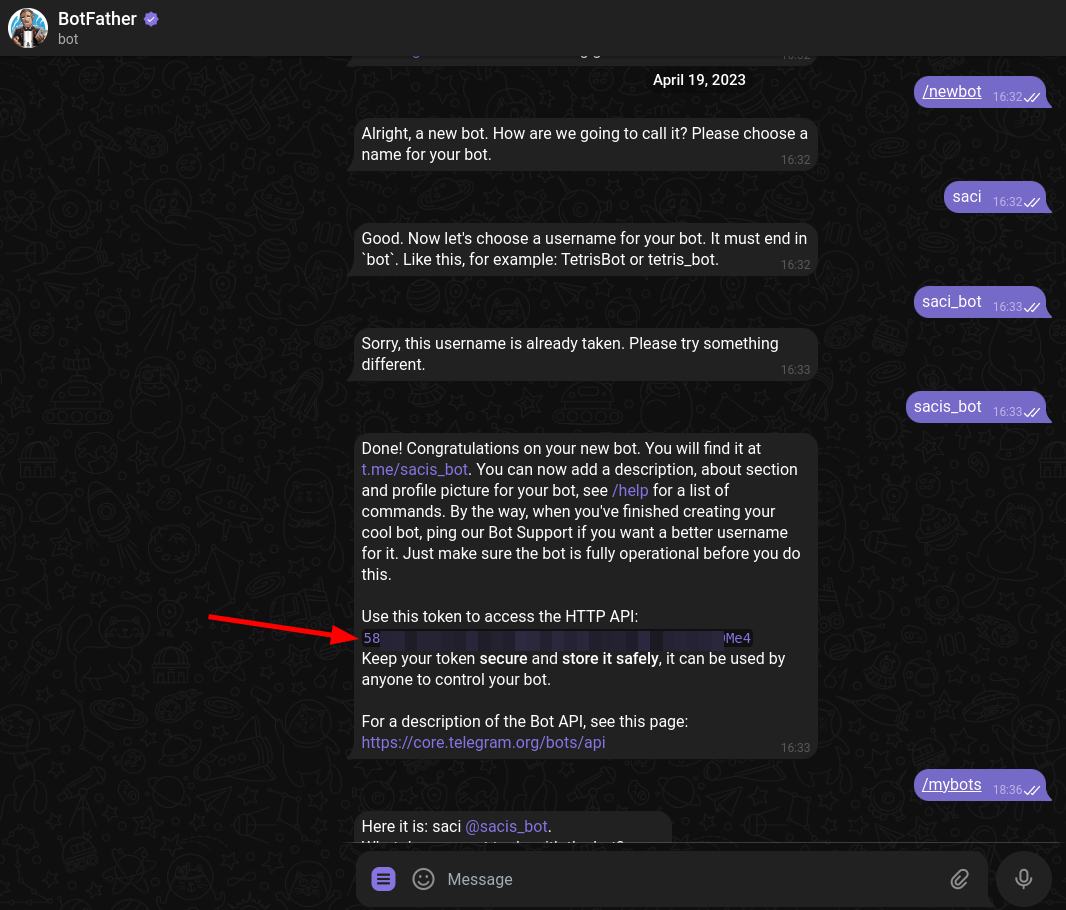 BotFather
bot
16:32
April 19, 2023
/newbot 16:32
Alright, a new bot. How are we going to call it? Please choose a
name for your bot. 16:32
saci 16:32
Good. Now let's choose a username for your bot. It must end in
`bot`. Like this, for example: TetrisBot or tetris_bot. 16:32
saci_bot 16:33
Sorry, this username is already taken. Please try something
different. 16:33
sacis_bot 16:33
Done! Congratulations on your new bot. You will find it at
t.me/sacis_bot. You can now add a description, about section
and profile picture for your bot, see /help for a list of
commands. By the way, when you've finished creating your
cool bot, ping our Bot Support if you want a better username
for it. Just make sure the bot is fully operational before you do
this.
Use this token to access the HTTP API:
58 Me4
Keep your token secure and store it safely, it can be used by
anyone to control your bot.
For a description of the Bot API, see this page:
https://core.telegram.org/bots/api 16:33
/mybots 18:36
Here it is: saci @sacis_bot.
Message